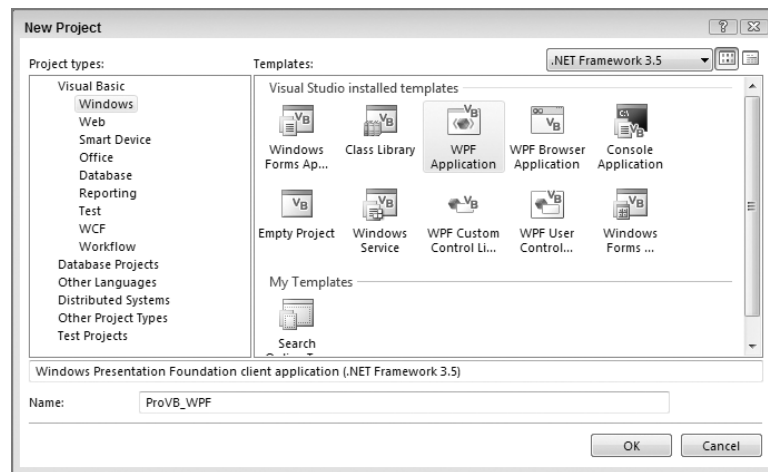 New Project
Project types:
Templates:
.NET Framework 3.5
Visual Basic
Windows
Web
Smart Device
Office
Database
Reporting
Test
WCF
Workflow
Database Projects
Other Languages
Distributed Systems
Other Project Types
Test Projects
Visual Studio installed templates
Windows Forms Ap...
Class Library
WPF Application
WPF Browser Application
Console Application
Empty Project
Windows Service
WPF Custom Control Li...
WPF User Control...
Windows Forms ...
My Templates
Search
Windows Presentation Foundation client application (.NET Framework 3.5)
Name:
ProVB_WPF
OK
Cancel